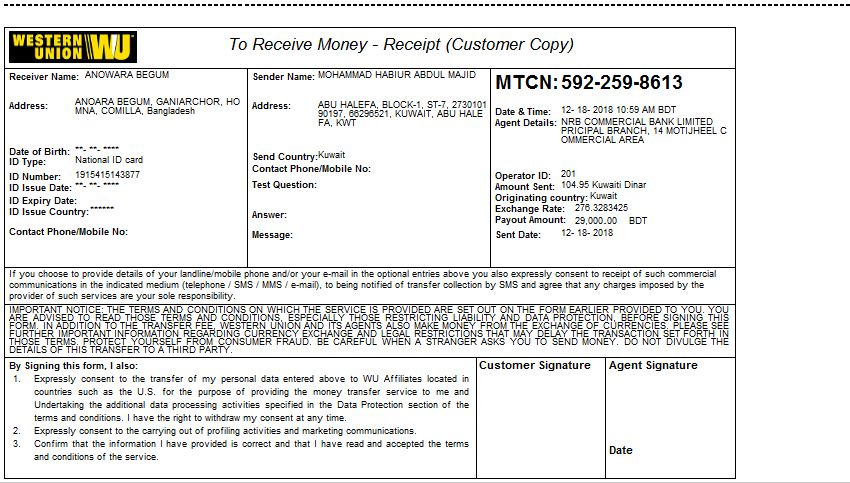 WESTERN UNION WU
To Receive Money - Receipt (Customer Copy)
Receiver Name: ANOWARA BEGUM
Address: ANOARA BEGUM, GANIARCHOR, HO
MNA, COMILLA, Bangladesh
Date of Birth: **- **- ****
ID Type: National ID card
ID Number: 1915415143877
ID Issue Date: **- **- ****
ID Expiry Date:
ID Issue Country: ******
Contact Phone/Mobile No:
Sender Name: MOHAMMAD HABIUR ABDUL MAJID
Address: ABU HALEFA, BLOCK-1, ST-7, 2730101
90197, 66296521, KUWAIT, ABU HALE
FA, KWT
Send Country: Kuwait
Contact Phone/Mobile No:
Test Question:
Answer:
Message:
MTCN: 592-259-8613
Date & Time: 12- 18- 2018 10:59 AM BDT
Agent Details: NRB COMMERCIAL BANK LIMITED
PRICIPAL BRANCH, 14 MOTIJHEEL C
OMMERCIAL AREA
Operator ID: 201
Amount Sent: 104.95 Kuwaiti Dinar
Originating country: Kuwait
Exchange Rate: 276.3283425
Payout Amount: 29,000.00 BDT
Sent Date: 12- 18- 2018
If you choose to provide details of your landline/mobile phone and/or your e-mail in the optional entries above you also expressly consent to receipt of such commercial
communications in the indicated medium (telephone / SMS / MMS / e-mail), to being notified of transfer collection by SMS and agree that any charges imposed by the
provider of such services are your sole responsibility.
IMPORTANT NOTICE: THE TERMS AND CONDITIONS ON WHICH THE SERVICE IS PROVIDED ARE SET OUT ON THE FORM EARLIER PROVIDED TO YOU. YOU
ARE ADVISED TO READ THOSE TERMS AND CONDITIONS, ESPECIALLY THOSE RESTRICTING LIABILITY AND DATA PROTECTION, BEFORE SIGNING THIS
FORM. IN ADDITION TO THE TRANSFER FEE, WESTERN UNION AND ITS AGENTS ALSO MAKE MONEY FROM THE EXCHANGE OF CURRENCIES. PLEASE SEE
FURTHER IMPORTANT INFORMATION REGARDING CURRENCY EXCHANGE AND LEGAL RESTRICTIONS THAT MAY DELAY THE TRANSACTION SET FORTH IN
THOSE TERMS. PROTECT YOURSELF FROM CONSUMER FRAUD. BE CAREFUL WHEN A STRANGER ASKS YOU TO SEND MONEY. DO NOT DIVULGE THE
DETAILS OF THIS TRANSFER TO A THIRD PARTY.
By Signing this form, I also:
1. Expressly consent to the transfer of my personal data entered above to WU Affiliates located in
countries such as the U.S. for the purpose of providing the money transfer service to me and
Undertaking the additional data processing activities specified in the Data Protection section of the
terms and conditions. I have the right to withdraw my consent at any time.
2. Expressly consent to the carrying out of profiling activities and marketing communications.
3. Confirm that the information I have provided is correct and that I have read and accepted the terms
and conditions of the service.
Customer Signature
Agent Signature
Date